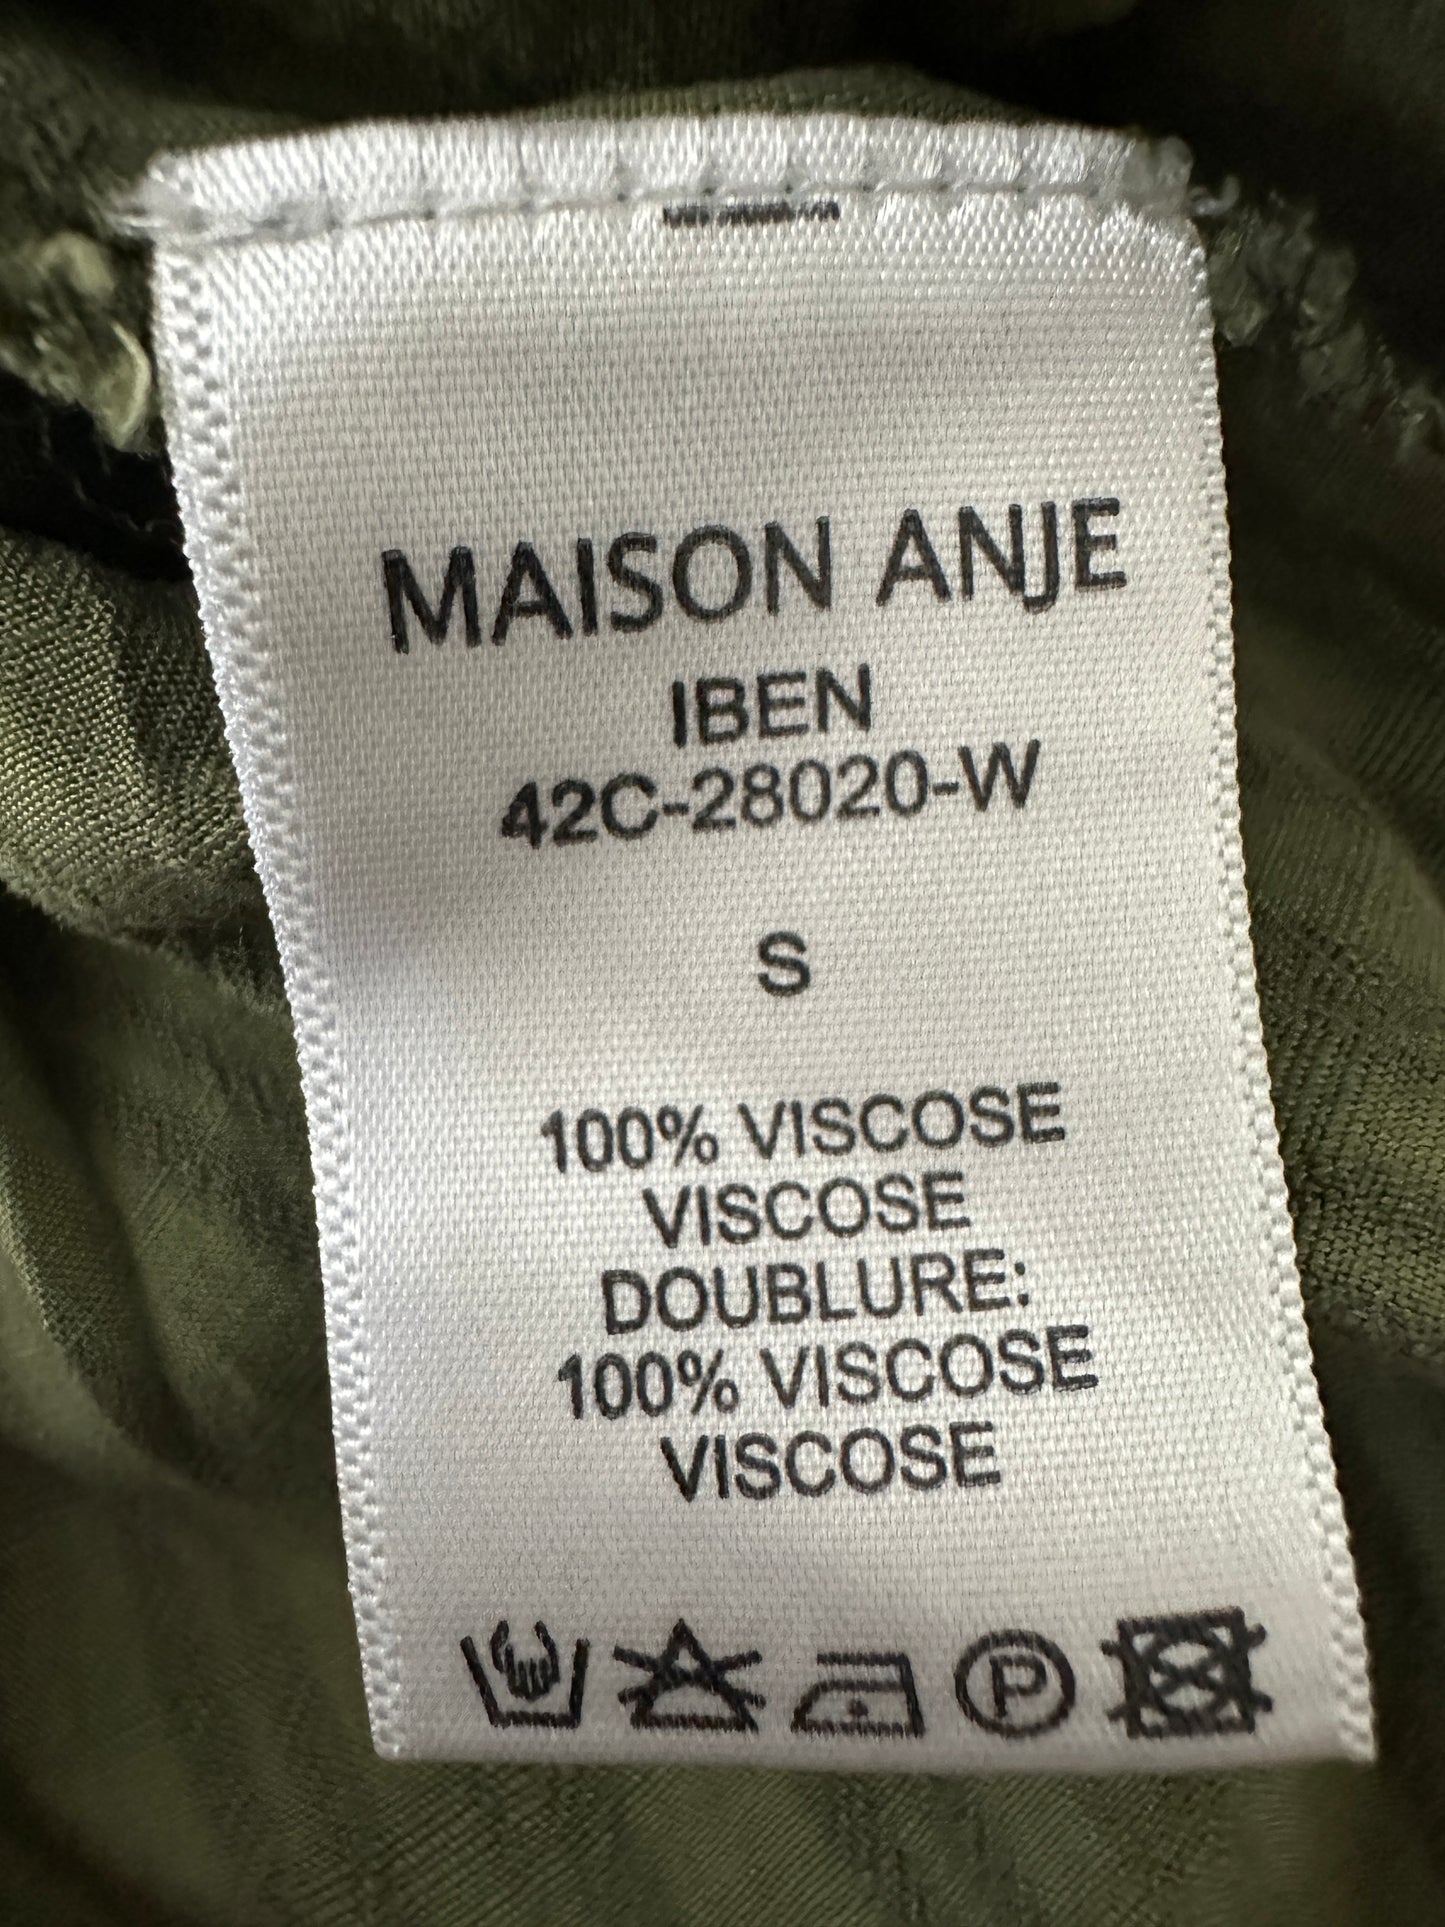 MAISON ANJE
IBEN
42C-28020-W
S
100% VISCOSE
VISCOSE
DOUBLURE:
100% VISCOSE
VISCOSE
P